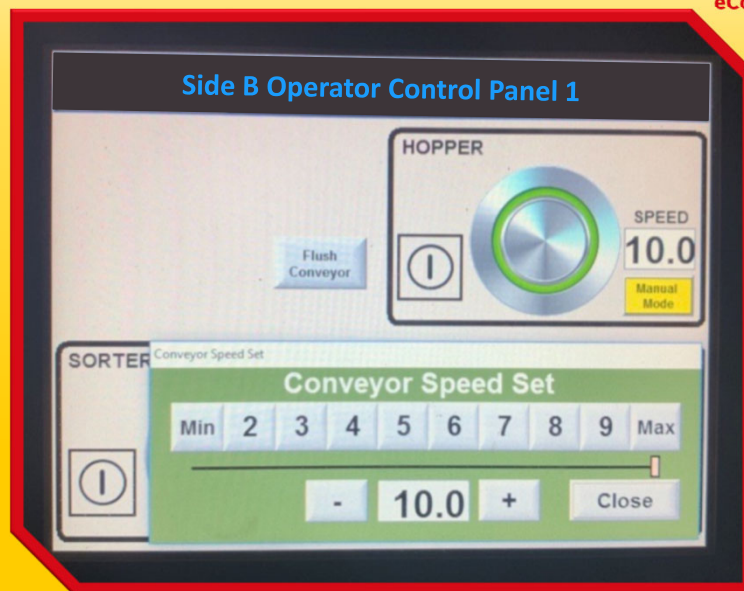 Side B Operator Control Panel 1
HOPPER
SPEED
10.0
Manual
Mode
Flush
Conveyor
SORTER
Conveyor Speed Set
Conveyor Speed Set
Min 2 3 4 5 6 7 8 9 Max
- 10.0 +
Close